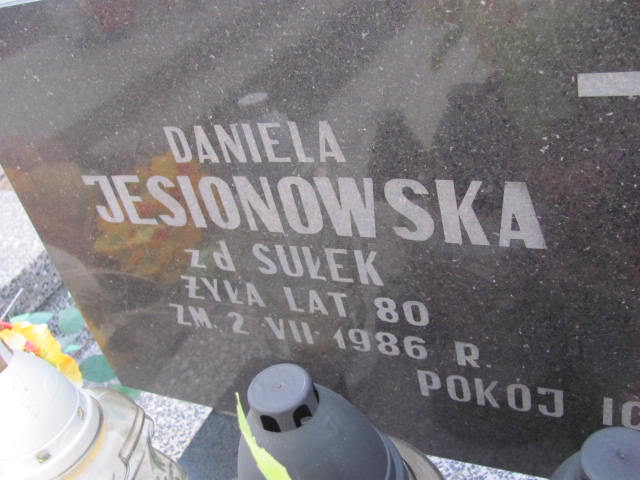 DANIELA
JESIONOWSKA
zd SUŁEK
ŻYŁA LAT 80
ZM. 2 VII 1986 R.
POKÓJ